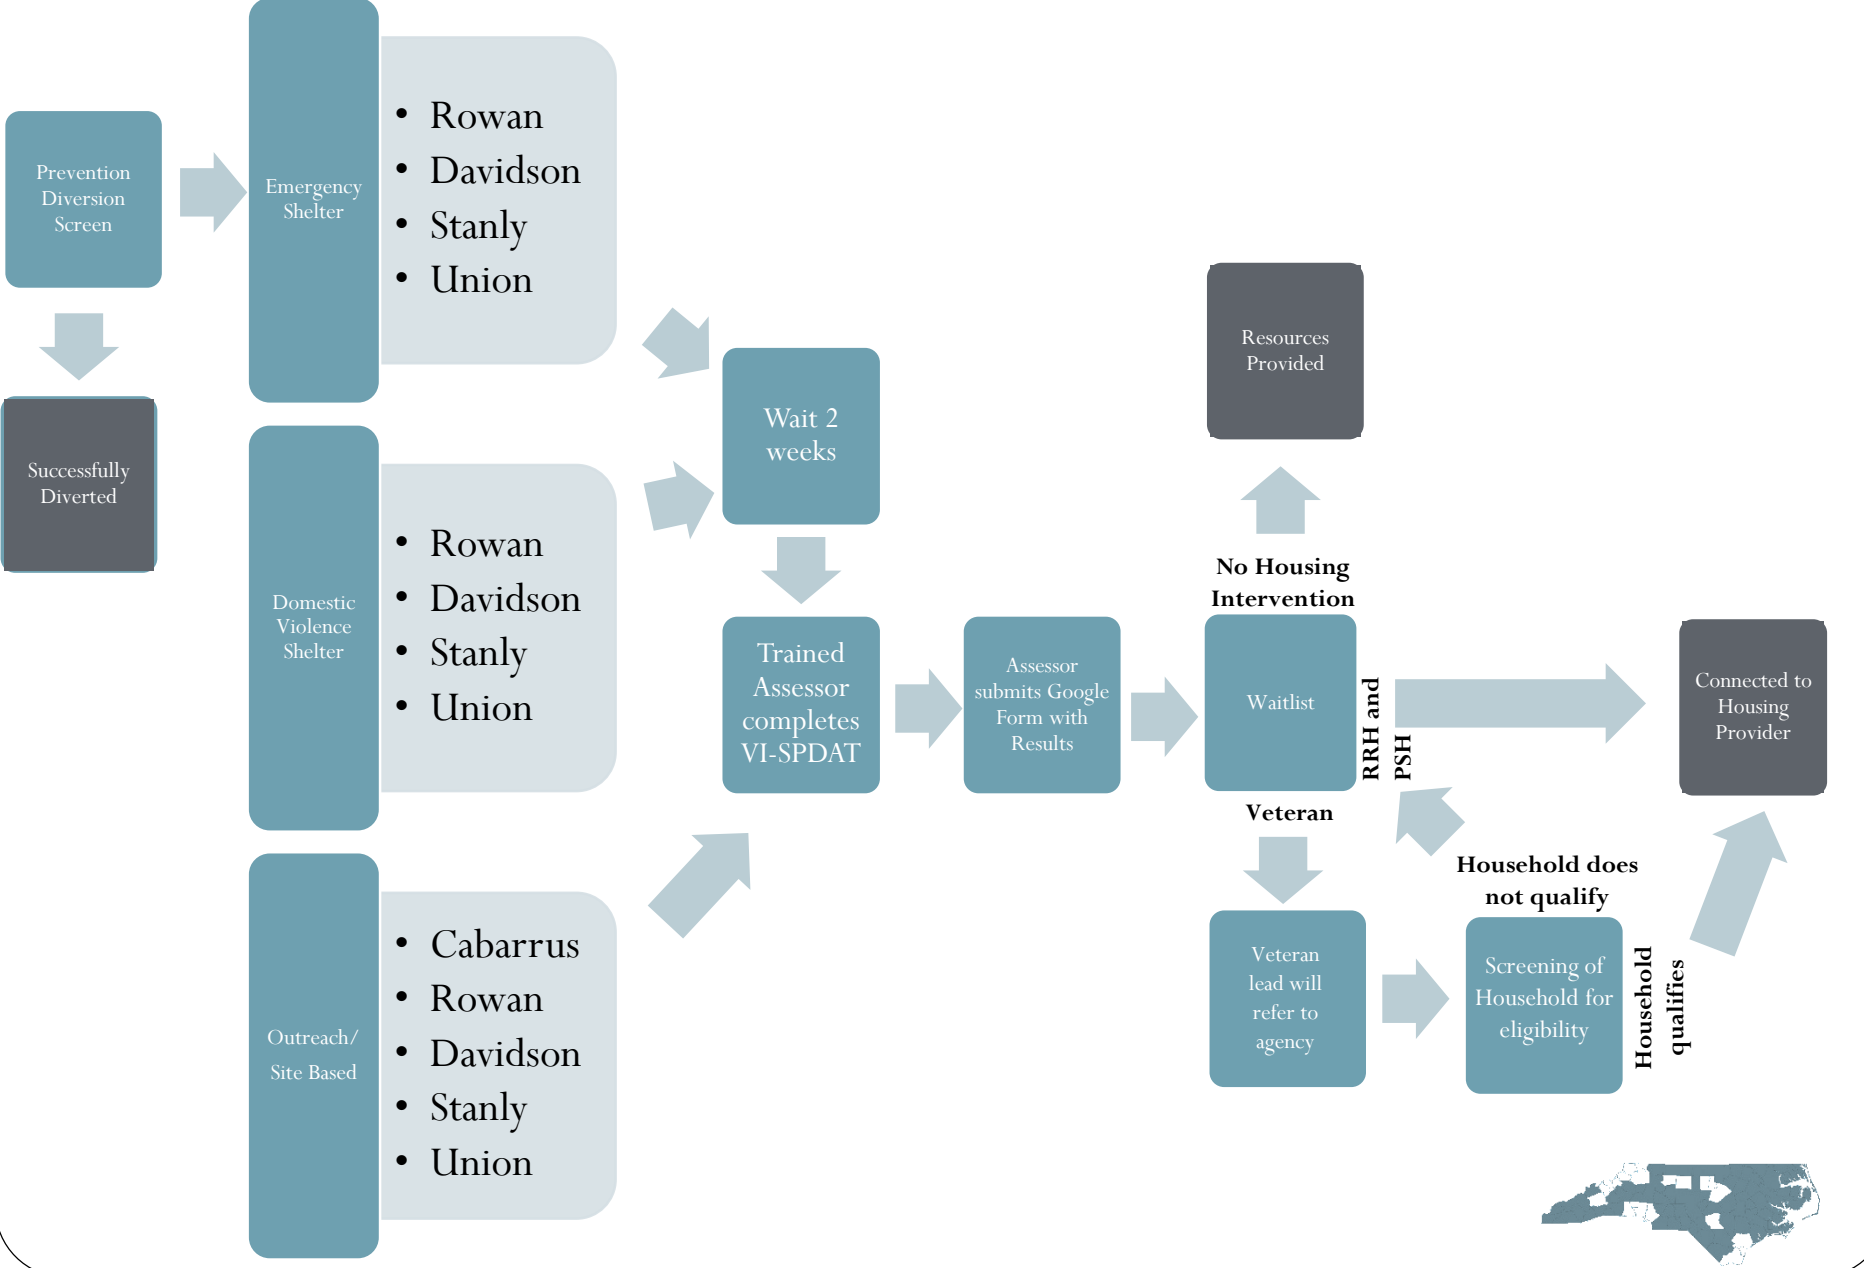 Prevention
Diversion
Screen
Successfully
Diverted
Emergency
Shelter
• Rowan
• Davidson
• Stanly
• Union
Domestic
Violence
Shelter
• Rowan
• Davidson
• Stanly
• Union
Outreach/
Site Based
• Cabarrus
• Rowan
• Davidson
• Stanly
• Union
Wait 2
weeks
Trained
Assessor
completes
VI-SPDAT
Assessor
submits Google
Form with
Results
Resources
Provided
No Housing
Intervention
Waitlist
RRH and
PSH
Connected to
Housing
Provider
Veteran
Veteran
lead will
refer to
agency
Household does
not qualify
Screening of
Household for
eligibility
Household
qualifies